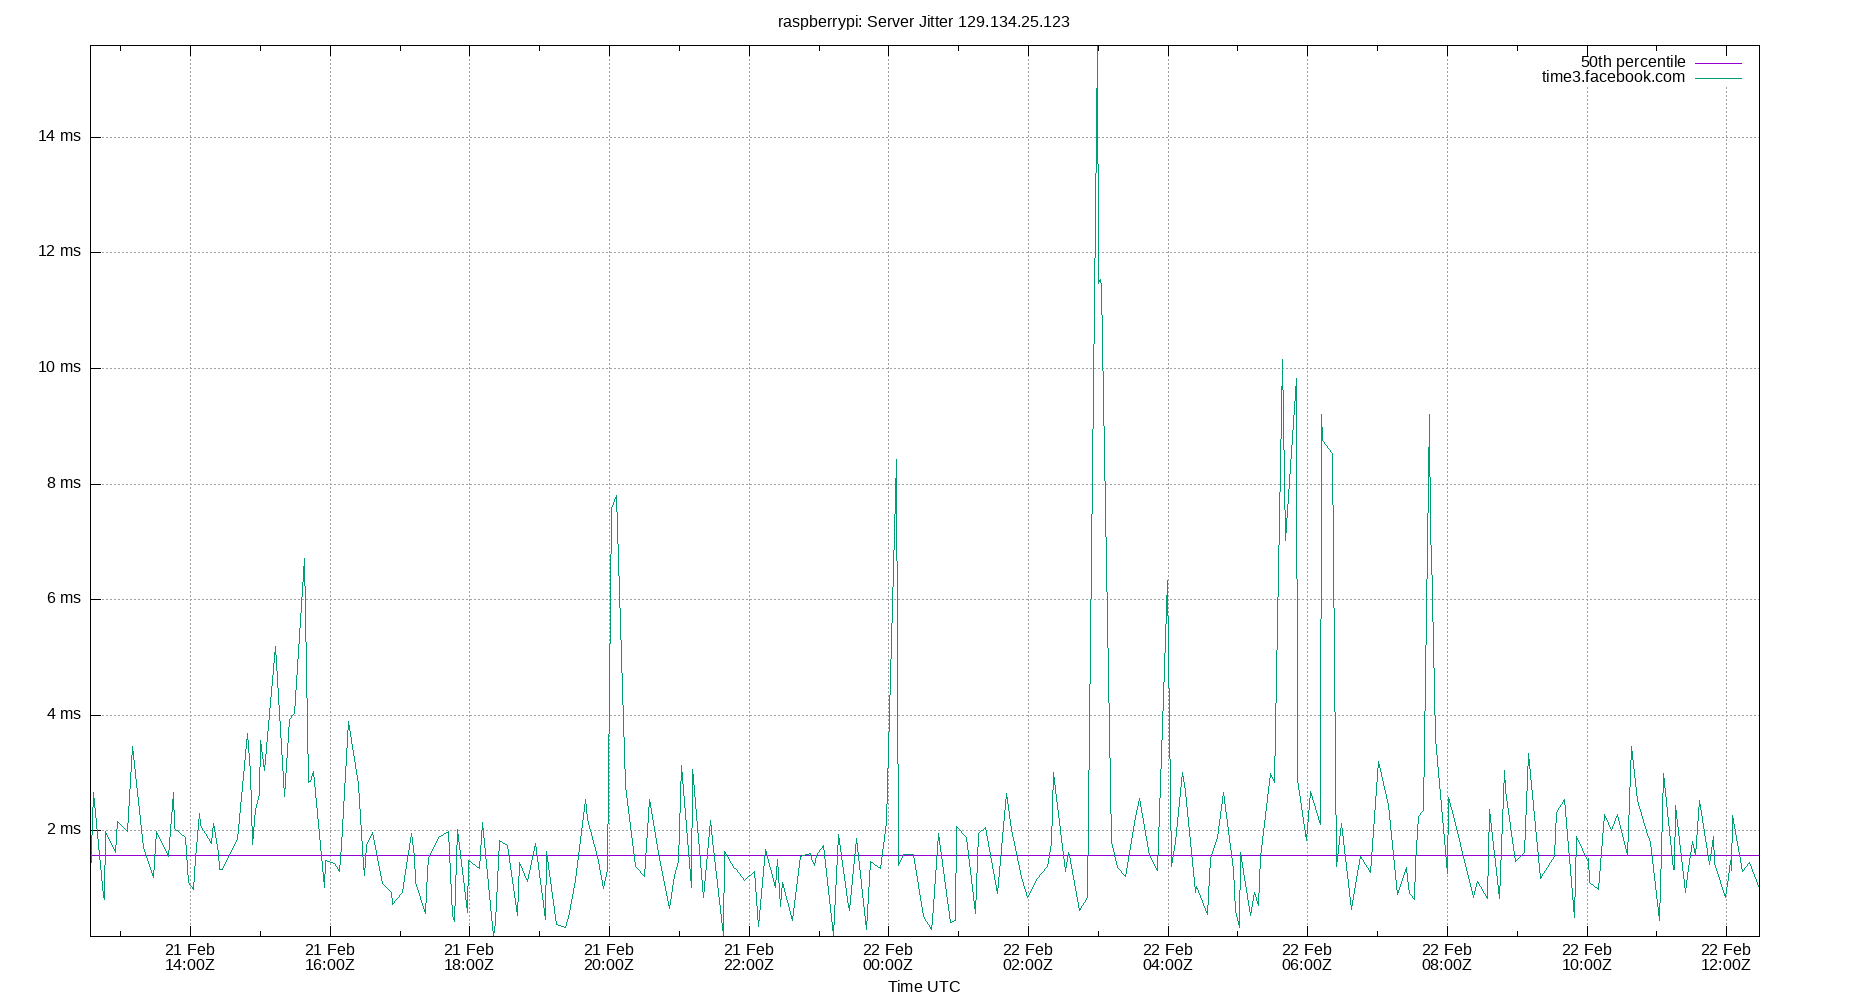 raspberrypi: Server Jitter 129.134.25.123
50th percentile
time3.facebook.com
14 ms
12 ms
10 ms
8 ms
6 ms
4 ms
2 ms
21 Feb 21 Feb 21 Feb 21 Feb 21 Feb 22 Feb 22 Feb 22 Feb 22 Feb 22 Feb 22 Feb 22 Feb
14:00Z 16:00Z 18:00Z 20:00Z 22:00Z 00:00Z 02:00Z 04:00Z 06:00Z 08:00Z 10:00Z 12:00Z
Time UTC